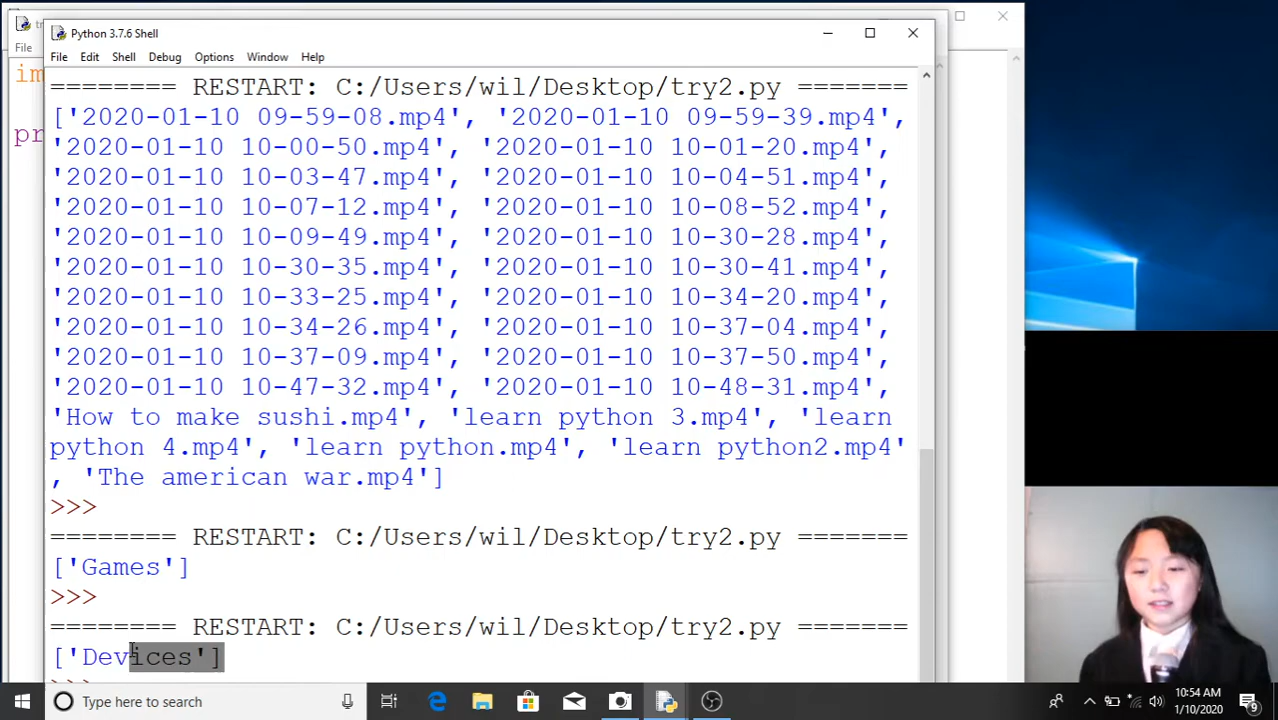 Python 3.7.6 Shell
File
File Edit Shell Debug Options Window Help
im
pr
======== RESTART: C:/Users/wil/Desktop/try2.py =======
['2020-01-10 09-59-08.mp4', '2020-01-10 09-59-39.mp4',
'2020-01-10 10-00-50.mp4', '2020-01-10 10-01-20.mp4',
'2020-01-10 10-03-47.mp4', '2020-01-10 10-04-51.mp4',
'2020-01-10 10-07-12.mp4', '2020-01-10 10-08-52.mp4',
'2020-01-10 10-09-49.mp4', '2020-01-10 10-30-28.mp4',
'2020-01-10 10-30-35.mp4', '2020-01-10 10-30-41.mp4',
'2020-01-10 10-33-25.mp4', '2020-01-10 10-34-20.mp4',
'2020-01-10 10-34-26.mp4', '2020-01-10 10-37-04.mp4',
'2020-01-10 10-37-09.mp4', '2020-01-10 10-37-50.mp4',
'2020-01-10 10-47-32.mp4', '2020-01-10 10-48-31.mp4',
'How to make sushi.mp4', 'learn python 3.mp4', 'learn
python 4.mp4', 'learn python.mp4', 'learn python2.mp4'
, 'The american war.mp4']
>>>
======== RESTART: C:/Users/wil/Desktop/try2.py =======
['Games']
>>>
======== RESTART: C:/Users/wil/Desktop/try2.py =======
['Devices']
Type here to search
10:54 AM
1/10/2020
9